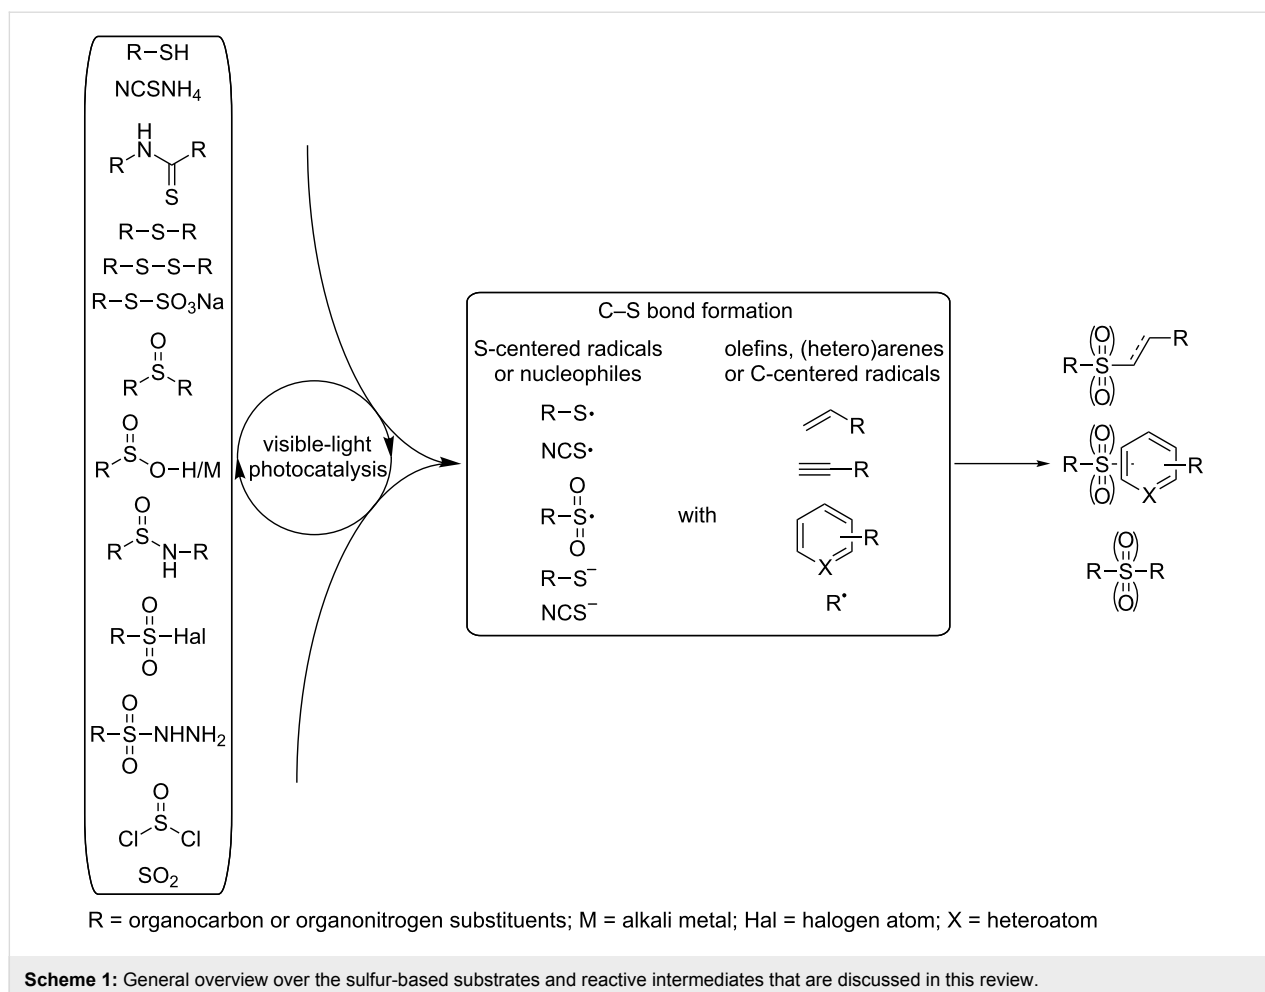 R–SH
NCSNH₄
H
N
R
R
S
R–S–R
R–S–S–R
R–S–SO₃Na
O
S
R
R
O
S
R
O–H/M
O
S
R
N–R
H
O
R–S–Hal
O
O
R–S–NHNH₂
O
O
S
Cl
Cl
SO₂
visible-light
photocatalysis
C–S bond formation
S-centered radicals
or nucleophiles
R–S•
NCS•
O
R–S•
O
R–S⁻
NCS⁻
with
olefins, (hetero)arenes
or C-centered radicals
R
R
R
X
R•
(O)
R–S
R
(O)
(O)
R–S
R
X
(O)
(O)
R–S–R
(O)
R = organocarbon or organonitrogen substituents; M = alkali metal; Hal = halogen atom; X = heteroatom
Scheme 1: General overview over the sulfur-based substrates and reactive intermediates that are discussed in this review.